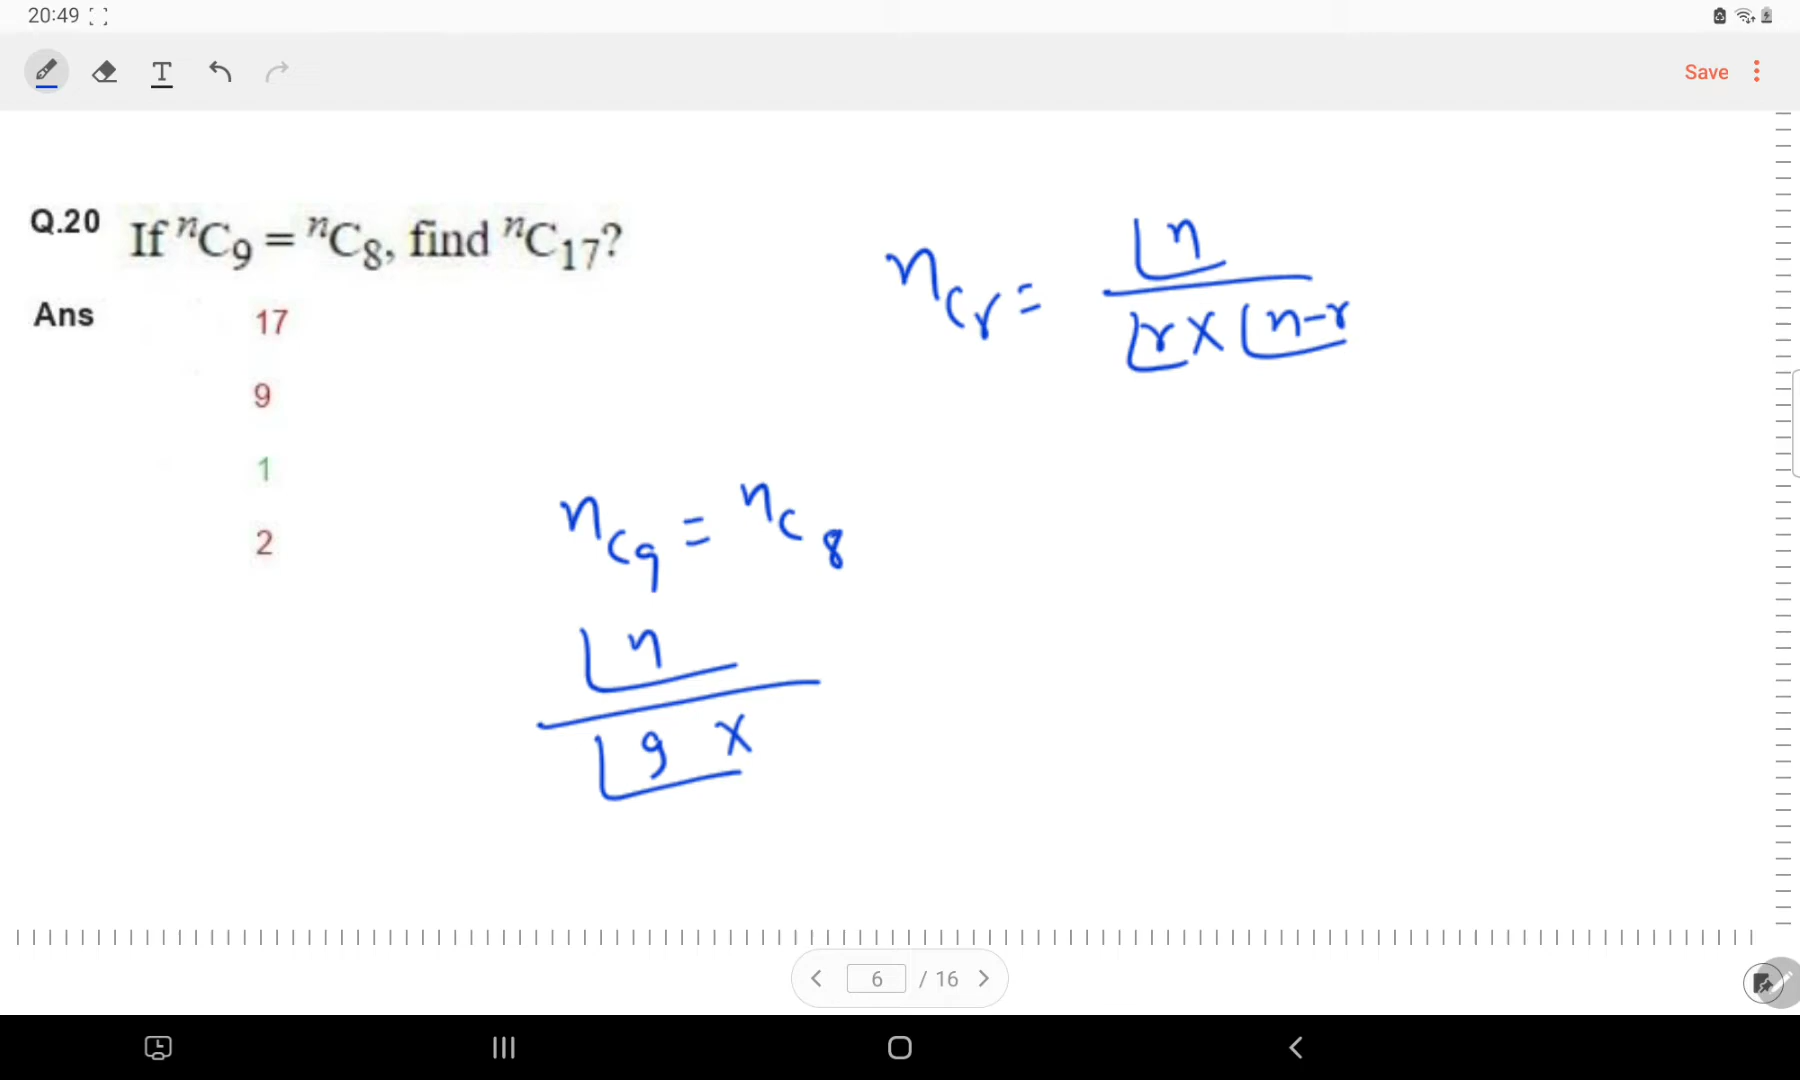 20:49
Save
Q.20 If ⁿC₉ = ⁿC₈, find ⁿC₁₇?
Ans
17
9
1
2
ⁿCᵣ = ⌊n / ⌊r × ⌊n-r
ⁿC₉ = ⁿC₈
⌊n
⌊9 ×
6 / 16